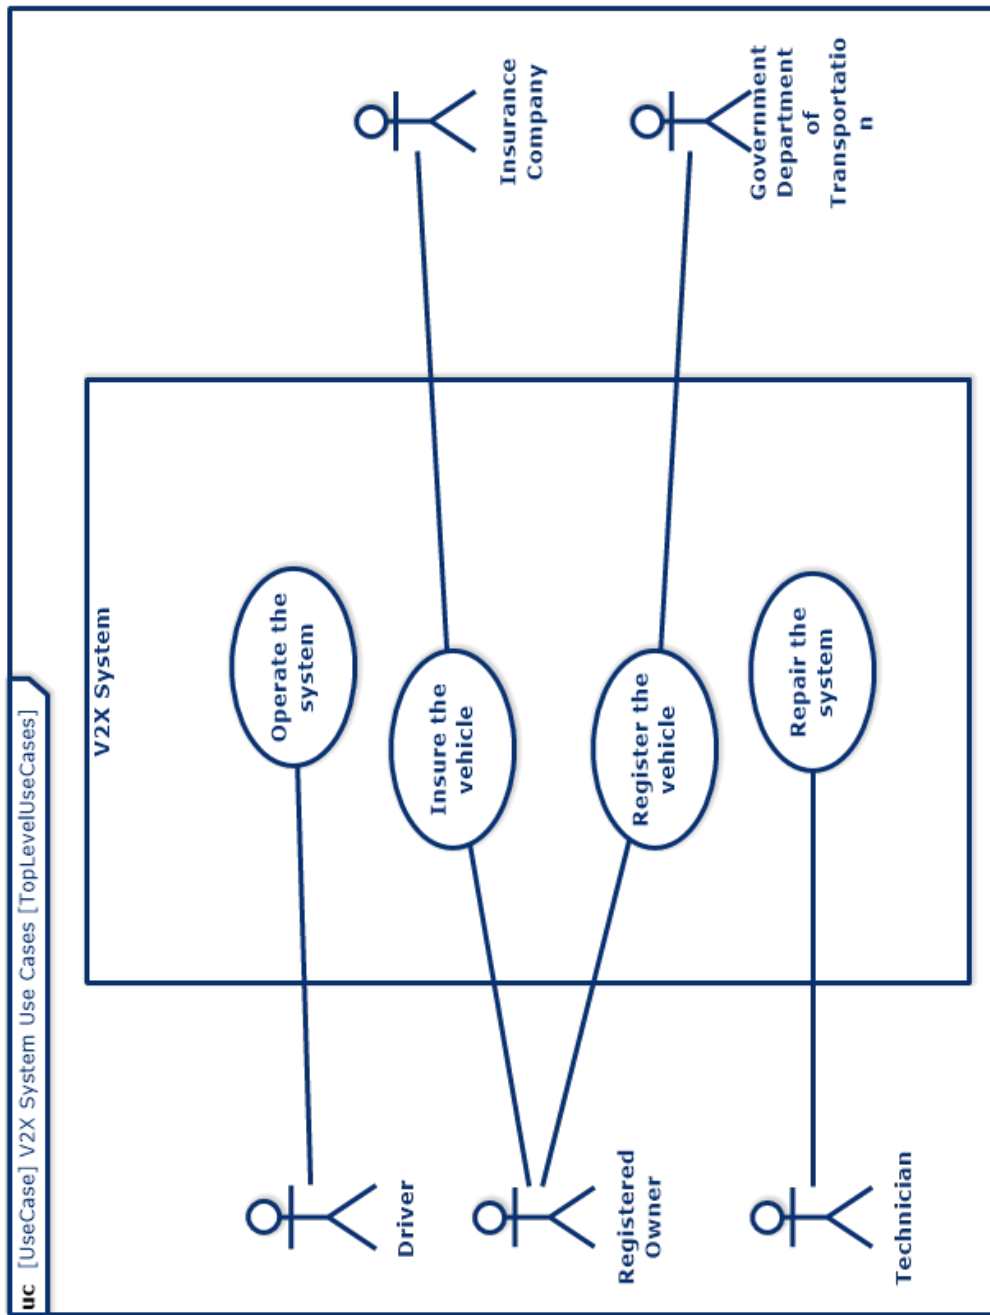 uc [UseCase] V2X System Use Cases [TopLevelUseCases]
V2X System
Driver
Operate the
system
Insurance
Company
Registered
Owner
Insure the
vehicle
Register the
vehicle
Government
Department
of
Transportatio
n
Technician
Repair the
system